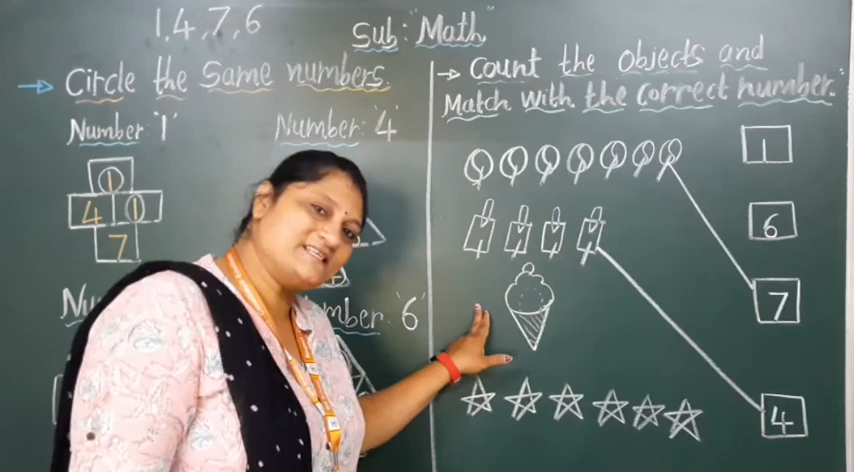 1,4,7,6
Sub: "Math"
Circle the Same numbers.
Number: '1'
Number: '4'
1
4 1
7
Number: '6'
Count the Objects and
Match with the correct number."
1
6
7
4